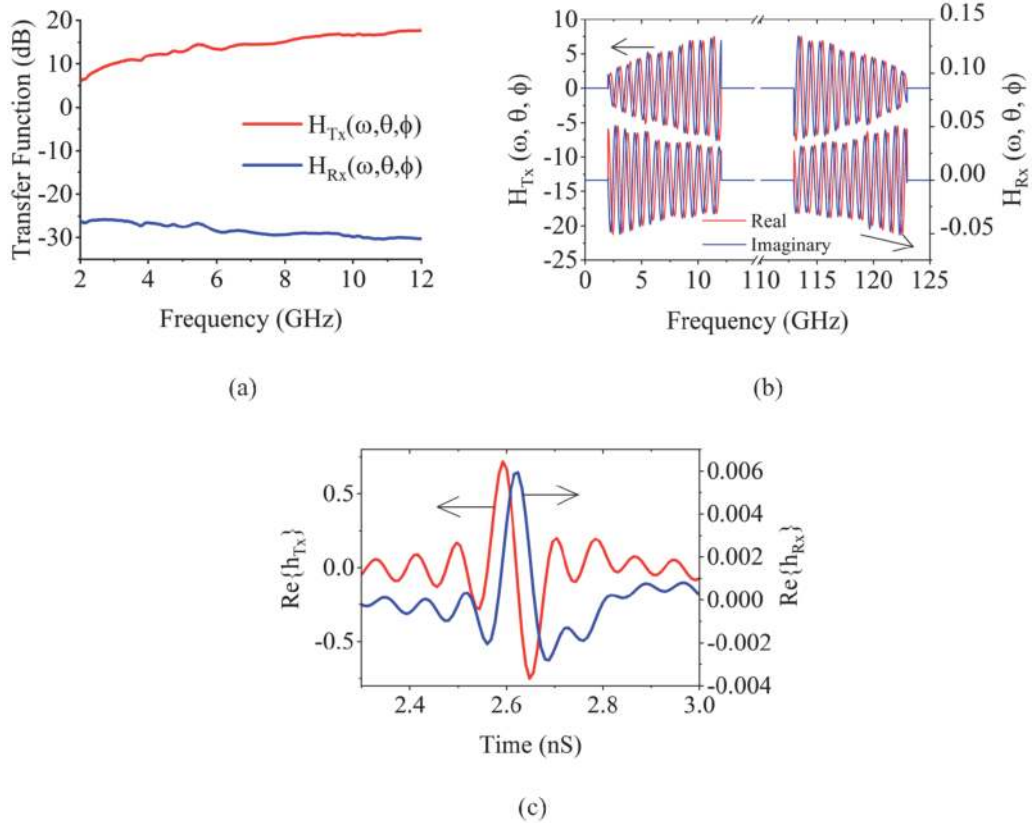 (a)
Transfer Function (dB)
20
10
0
-10
-20
-30
H_Tx(ω,θ,ϕ)
H_Rx(ω,θ,ϕ)
2 4 6 8 10 12
Frequency (GHz)
(a)
(b)
H_Tx (ω, θ, ϕ)
10
5
0
-5
-10
-15
-20
-25
0.15
0.10
0.05
0.00
-0.05
H_Rx (ω, θ, ϕ)
Real
Imaginary
0 5 10 110 115 120 125
Frequency (GHz)
(b)
Re{h_Tx}
0.5
0.0
-0.5
0.006
0.004
0.002
0.000
-0.002
-0.004
Re{h_Rx}
2.4 2.6 2.8 3.0
Time (nS)
(c)